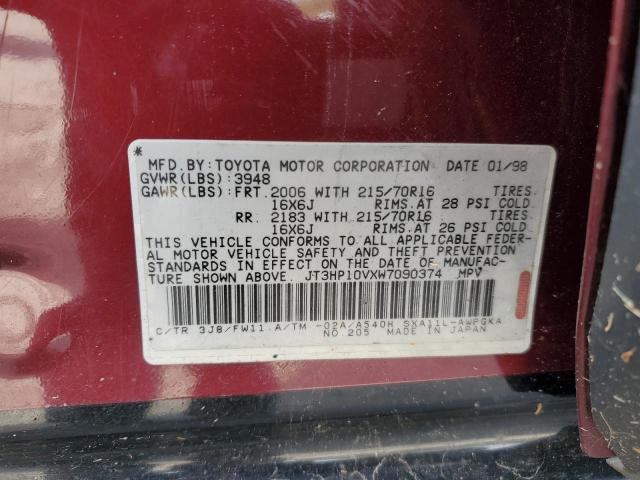 *
MFD.BY:TOYOTA MOTOR CORPORATION DATE 01/98
GVWR(LBS):3948
GAWR(LBS):FRT.2006 WITH 215/70R16 TIRES
16X6J RIMS.AT 28 PSI COLD
RR. 2183 WITH 215/70R16 TIRES
16X6J RIMS.AT 26 PSI COLD
THIS VEHICLE CONFORMS TO ALL APPLICABLE FEDER-
AL MOTOR VEHICLE SAFETY AND THEFT PREVENTION
STANDARDS IN EFFECT ON THE DATE OF MANUFAC-
TURE SHOWN ABOVE. JT3HP10VXW7090374 MPV
C/TR 3J8/FW11 A/TM -02A/A540H SXA11L-AWPGKA
NO.205 MADE IN JAPAN
*